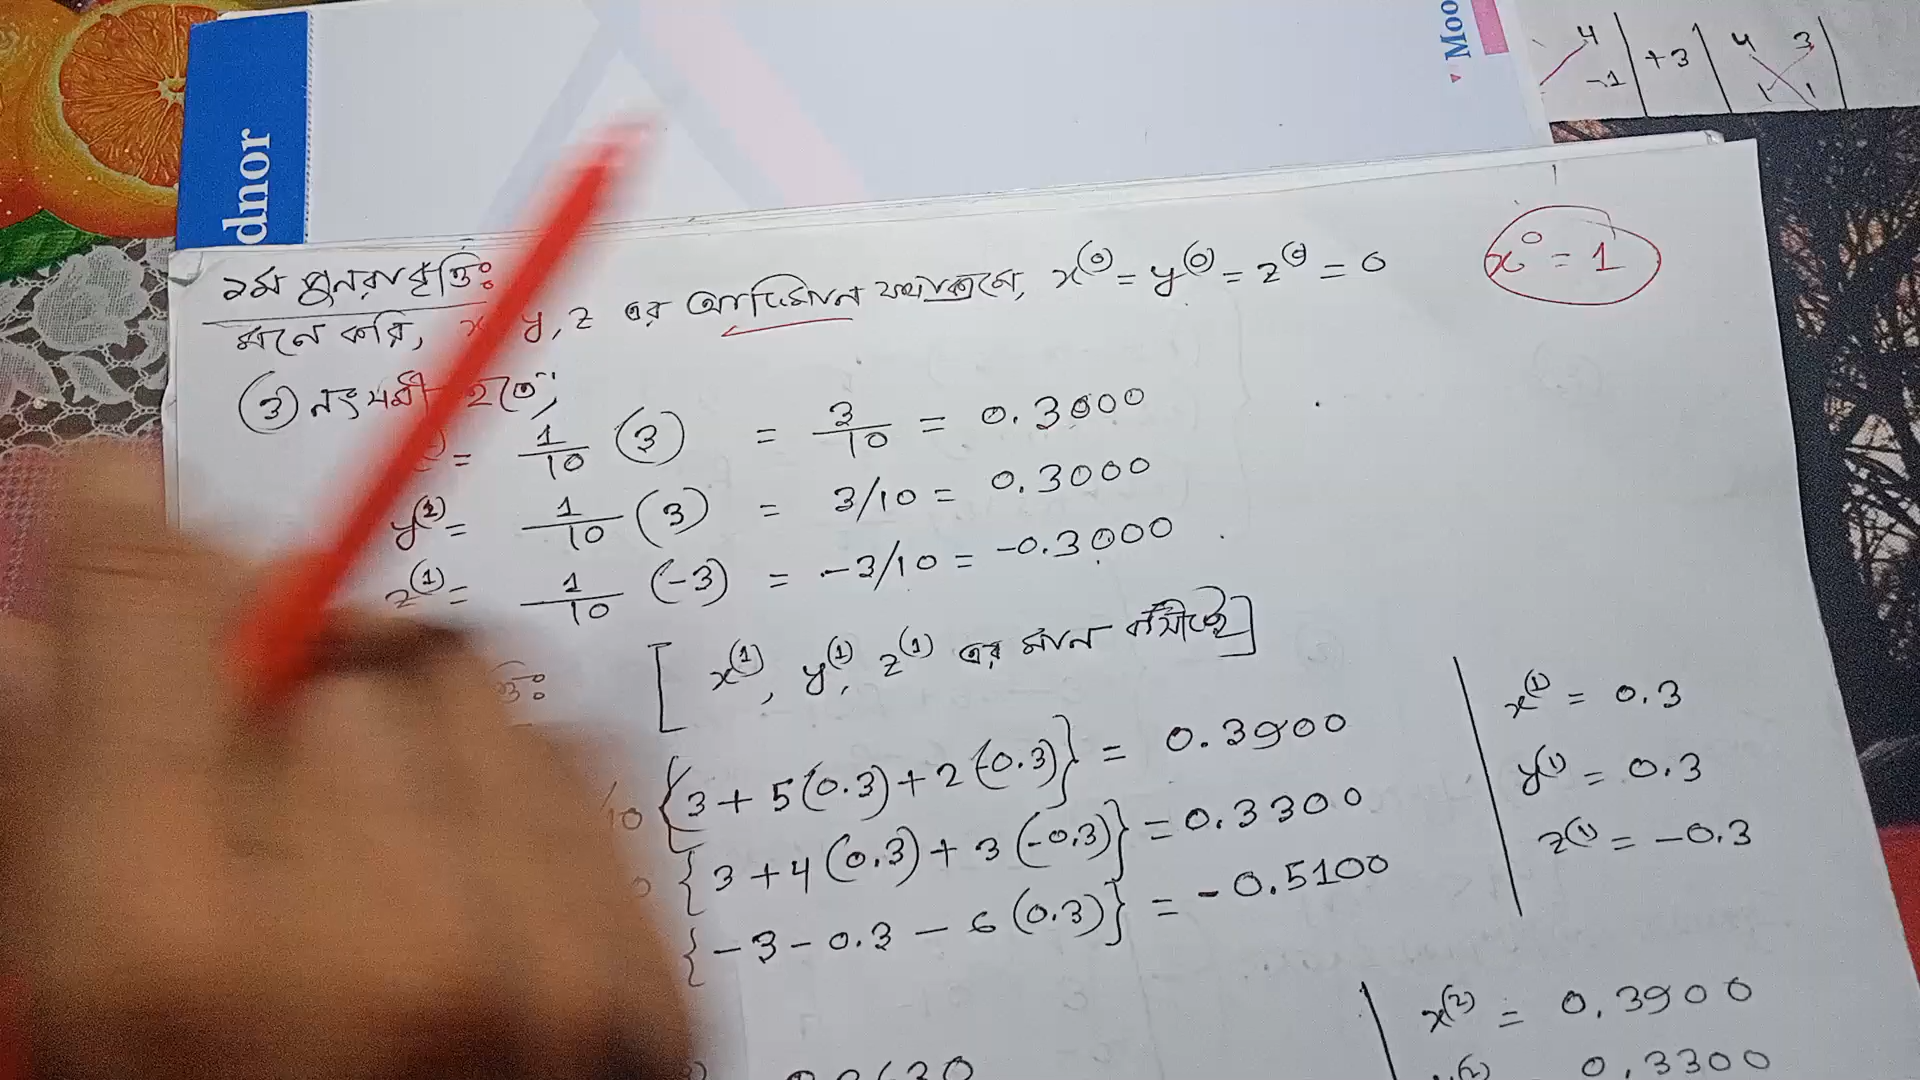 dnor
Moo
4 | +3 | 4 3
-1 | 1 1
১ম পুনরাবৃত্তিঃ
মনে করি, x, y, z এর আদিমান যথাক্রমে, x⁽⁰⁾ = y⁽⁰⁾ = z⁽⁰⁾ = 0
x⁰ = 1
(3) নং হতে,
= 1/10 (3) = 3/10 = 0.3000
y⁽¹⁾ = 1/10 (3) = 3/10 = 0.3000
z⁽¹⁾ = 1/10 (-3) = -3/10 = -0.3000
[x⁽¹⁾, y⁽¹⁾, z⁽¹⁾ এর মান বসিয়ে]
/10 {3 + 5(0.3) + 2(-0.3)} = 0.3900
{3 + 4(0.3) + 3(-0.3)} = 0.3300
{-3 - 0.3 - 6(0.3)} = -0.5100
x⁽¹⁾ = 0.3
y⁽¹⁾ = 0.3
z⁽¹⁾ = -0.3
x⁽²⁾ = 0.3900
0.3300